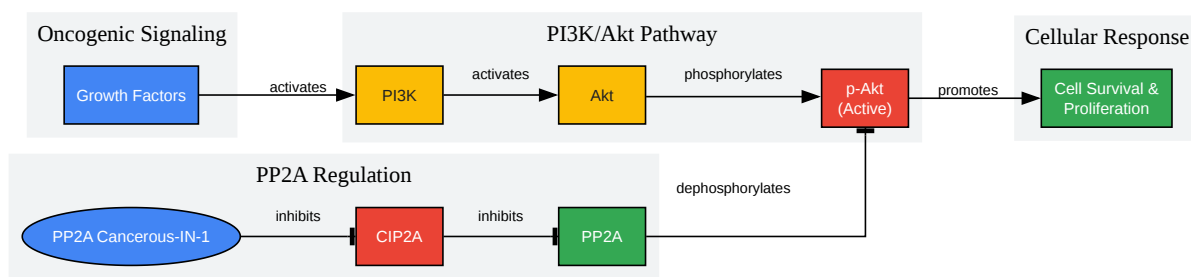 Oncogenic Signaling
PI3K/Akt Pathway
Cellular Response
Growth Factors
activates
PI3K
activates
Akt
phosphorylates
p-Akt
(Active)
promotes
Cell Survival &
Proliferation
PP2A Regulation
PP2A Cancerous-IN-1
inhibits
CIP2A
inhibits
PP2A
dephosphorylates